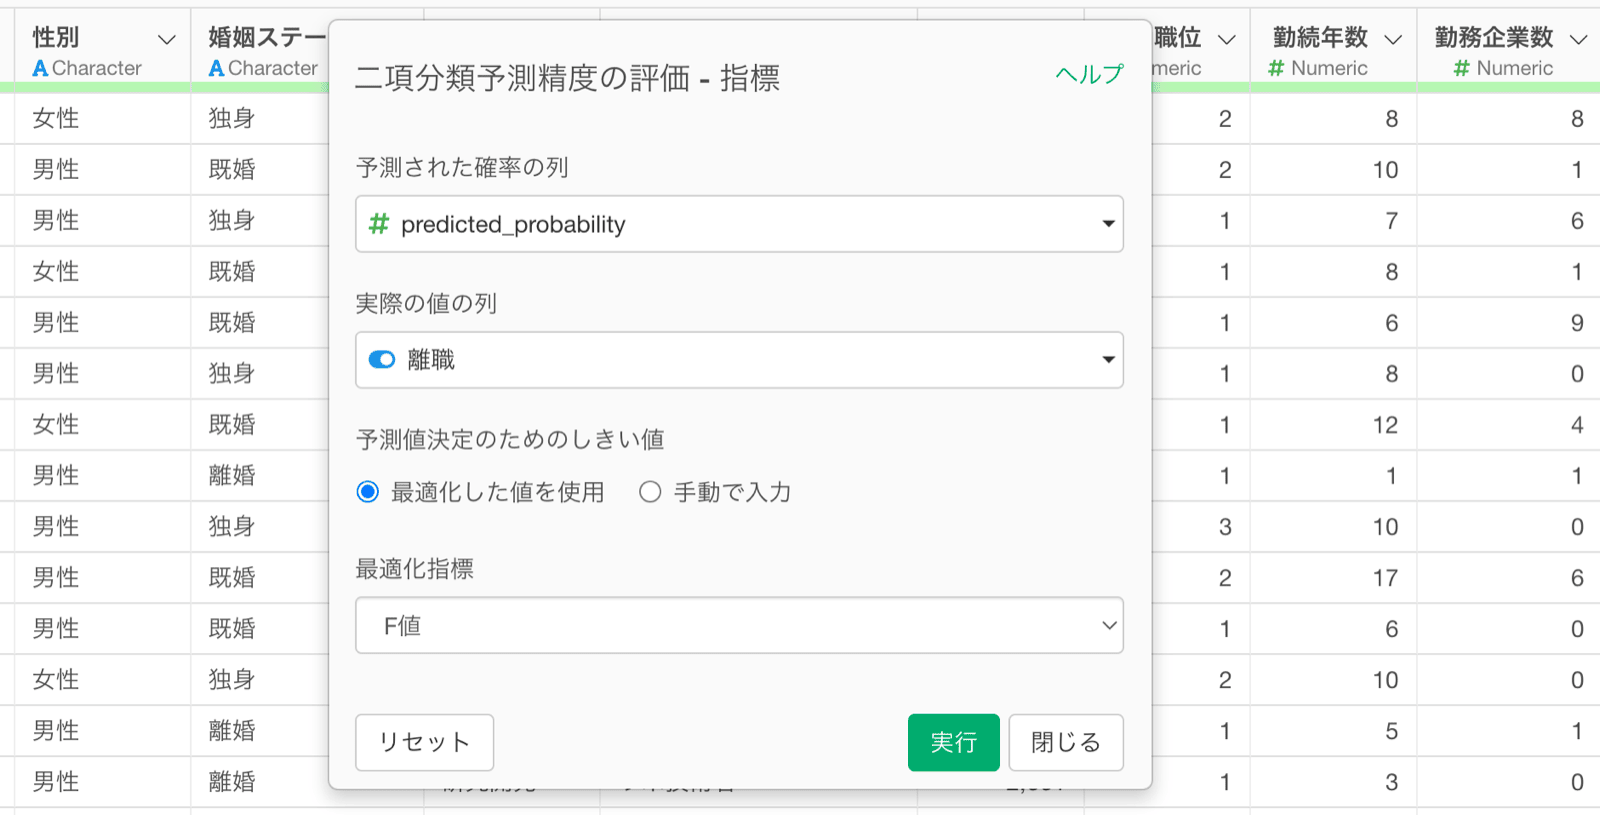 性別 婚姻ステー 職位 勤続年数 勤務企業数
Character Character meric Numeric Numeric
二項分類予測精度の評価 - 指標 ヘルプ
予測された確率の列
predicted_probability
実際の値の列
離職
予測値決定のためのしきい値
最適化した値を使用 手動で入力
最適化指標
F値
リセット 実行 閉じる
女性 独身 2 8 8
男性 既婚 2 10 1
男性 独身 1 7 6
女性 既婚 1 8 1
男性 既婚 1 6 9
男性 独身 1 8 0
女性 既婚 1 12 4
男性 離婚 1 1 1
男性 独身 3 10 0
男性 既婚 2 17 6
男性 既婚 1 6 0
女性 独身 2 10 0
男性 離婚 1 5 1
男性 離婚 1 3 0